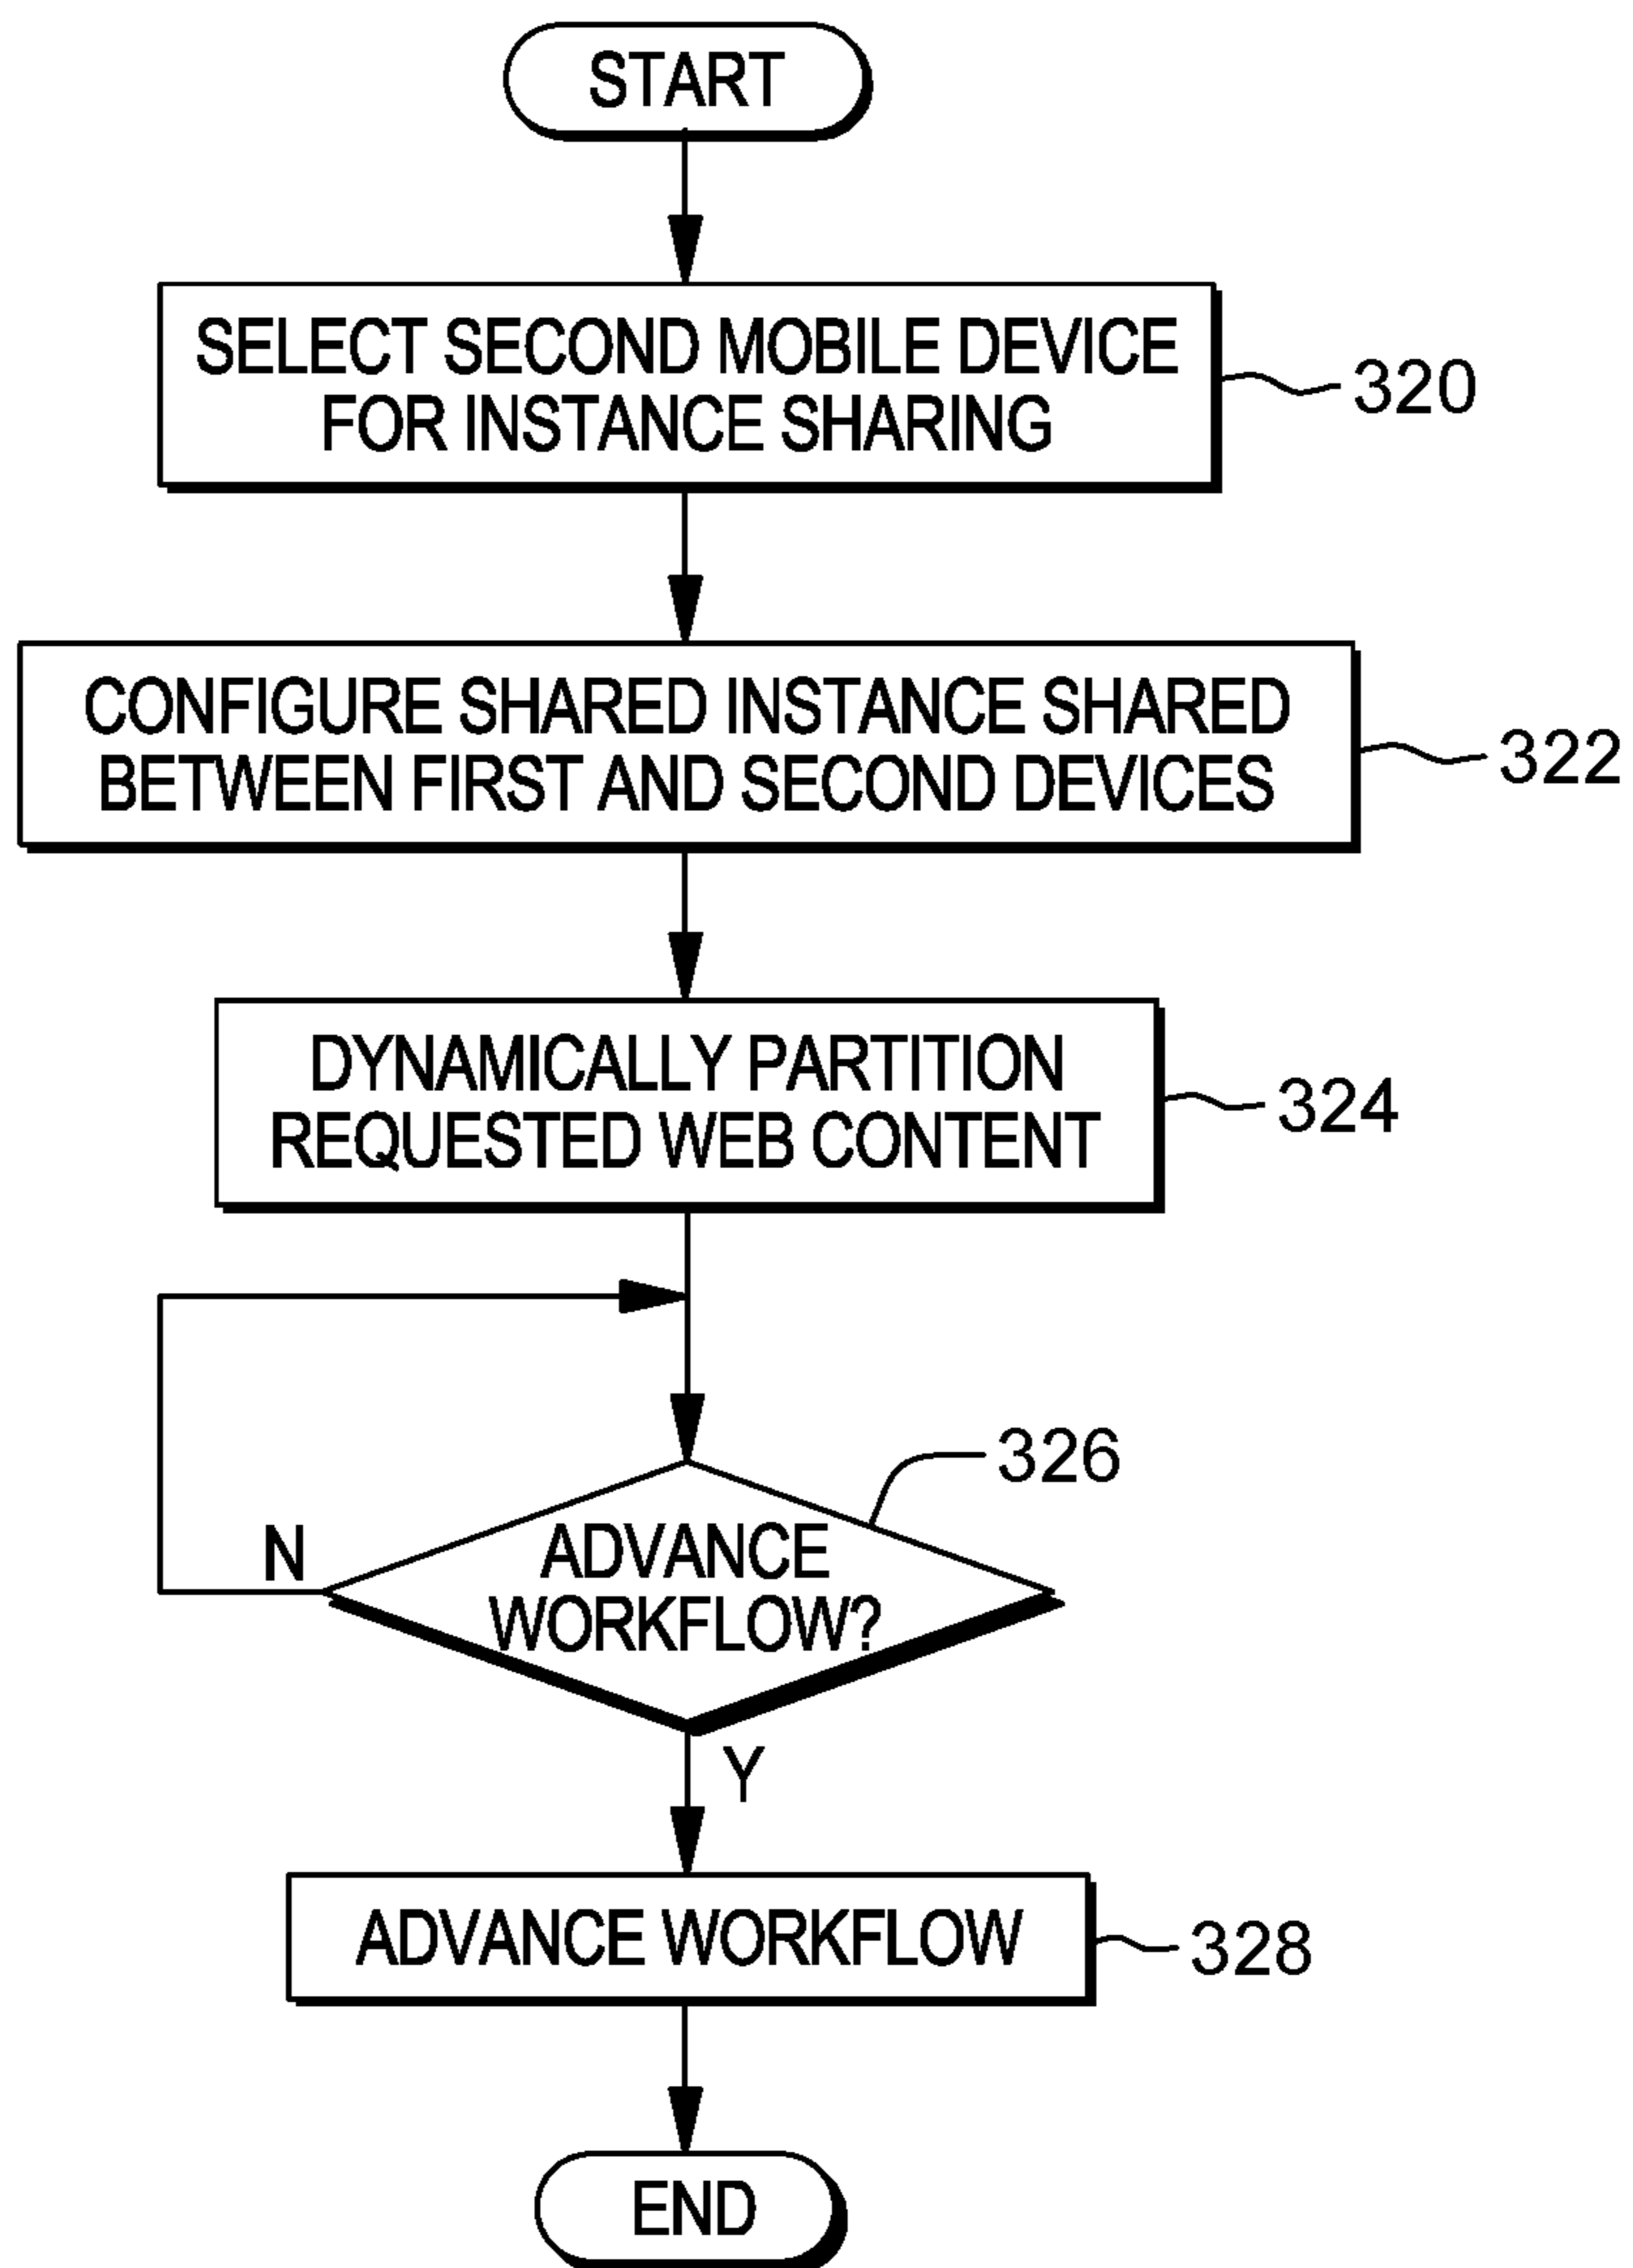 START
SELECT SECOND MOBILE DEVICE
FOR INSTANCE SHARING
320
CONFIGURE SHARED INSTANCE SHARED
BETWEEN FIRST AND SECOND DEVICES
322
DYNAMICALLY PARTITION
REQUESTED WEB CONTENT
324
326
N
ADVANCE
WORKFLOW?
Y
ADVANCE WORKFLOW
328
END